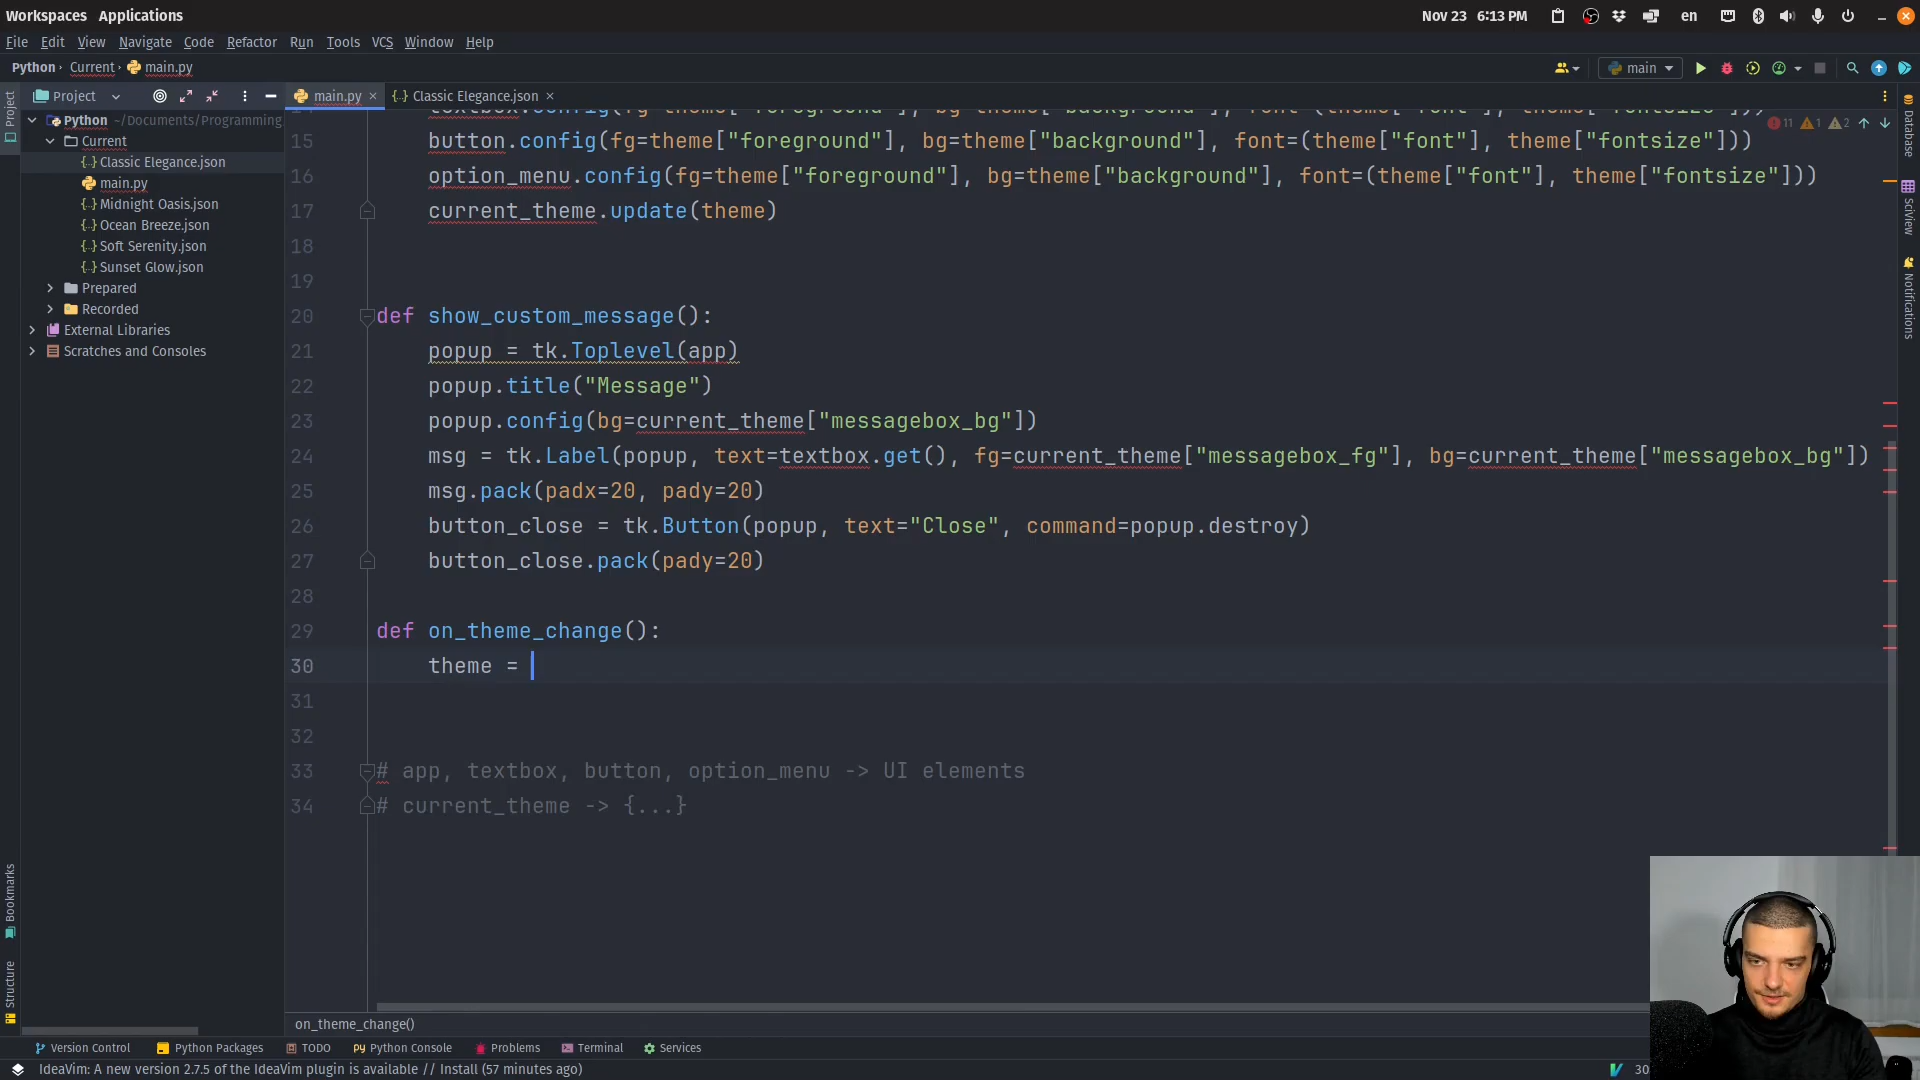 Workspaces Applications
Nov 23 6:13 PM
en
File Edit View Navigate Code Refactor Run Tools VCS Window Help
Python Current main.py
main
Project
main.py
Classic Elegance.json
Project
Python ~/Documents/Programming
Current
Classic Elegance.json
main.py
Midnight Oasis.json
Ocean Breeze.json
Soft Serenity.json
Sunset Glow.json
Prepared
Recorded
External Libraries
Scratches and Consoles
11 1 2
15 button.config(fg=theme["foreground"], bg=theme["background"], font=(theme["font"], theme["fontsize"]))
16 option_menu.config(fg=theme["foreground"], bg=theme["background"], font=(theme["font"], theme["fontsize"]))
17 current_theme.update(theme)
18
19
20 def show_custom_message():
21 popup = tk.Toplevel(app)
22 popup.title("Message")
23 popup.config(bg=current_theme["messagebox_bg"])
24 msg = tk.Label(popup, text=textbox.get(), fg=current_theme["messagebox_fg"], bg=current_theme["messagebox_bg"])
25 msg.pack(padx=20, pady=20)
26 button_close = tk.Button(popup, text="Close", command=popup.destroy)
27 button_close.pack(pady=20)
28
29 def on_theme_change():
30 theme =
31
32
33 # app, textbox, button, option_menu -> UI elements
34 # current_theme -> {...}
Database
SciView
Notifications
Bookmarks
Structure
on_theme_change()
Version Control Python Packages TODO Python Console Problems Terminal Services
IdeaVim: A new version 2.7.5 of the IdeaVim plugin is available // Install (57 minutes ago)
30